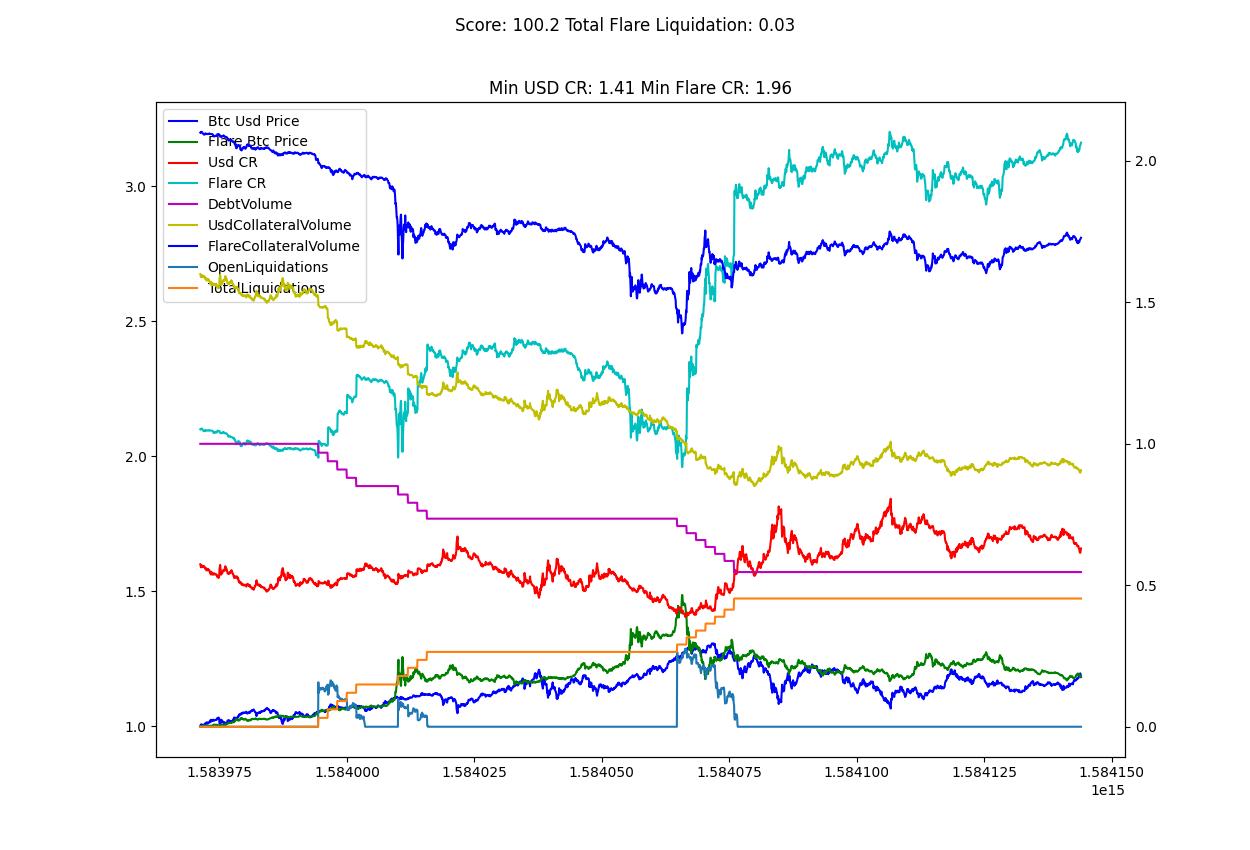 Score: 100.2 Total Flare Liquidation: 0.03
Min USD CR: 1.41 Min Flare CR: 1.96
Btc Usd Price
Flare Btc Price
Usd CR
Flare CR
DebtVolume
UsdCollateralVolume
FlareCollateralVolume
OpenLiquidations
TotalLiquidations
3.0
2.5
2.0
1.5
1.0
2.0
1.5
1.0
0.5
0.0
1.583975 1.584000 1.584025 1.584050 1.584075 1.584100 1.584125 1.584150
1e15